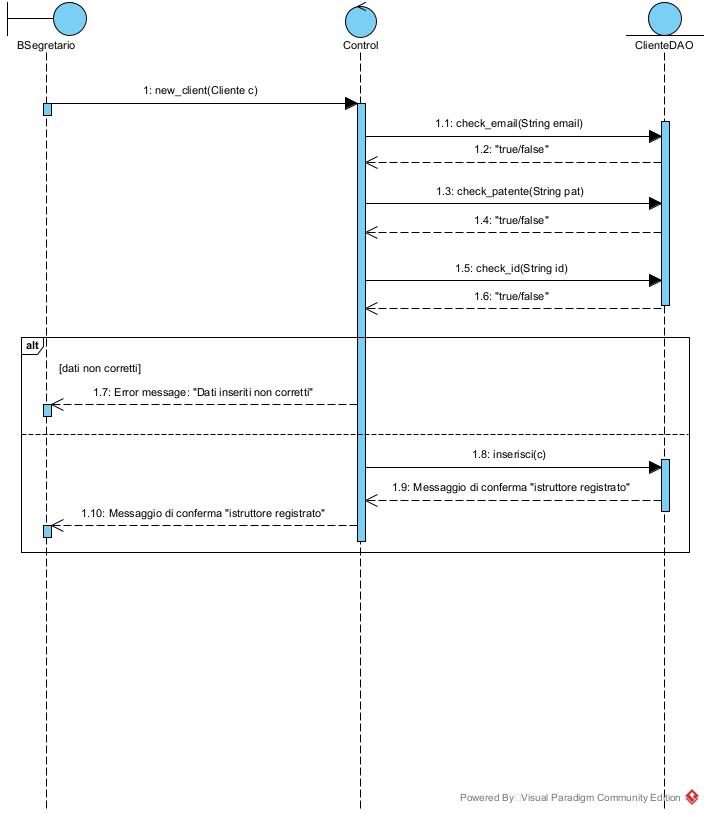 BSegretario
Control
ClienteDAO
1: new_client(Cliente c)
1.1: check_email(String email)
1.2: "true/false"
1.3: check_patente(String pat)
1.4: "true/false"
1.5: check_id(String id)
1.6: "true/false"
alt
[dati non corretti]
1.7: Error message: "Dati inseriti non corretti"
1.8: inserisci(c)
1.9: Messaggio di conferma "istruttore registrato"
1.10: Messaggio di conferma "istruttore registrato"
Powered By Visual Paradigm Community Edition